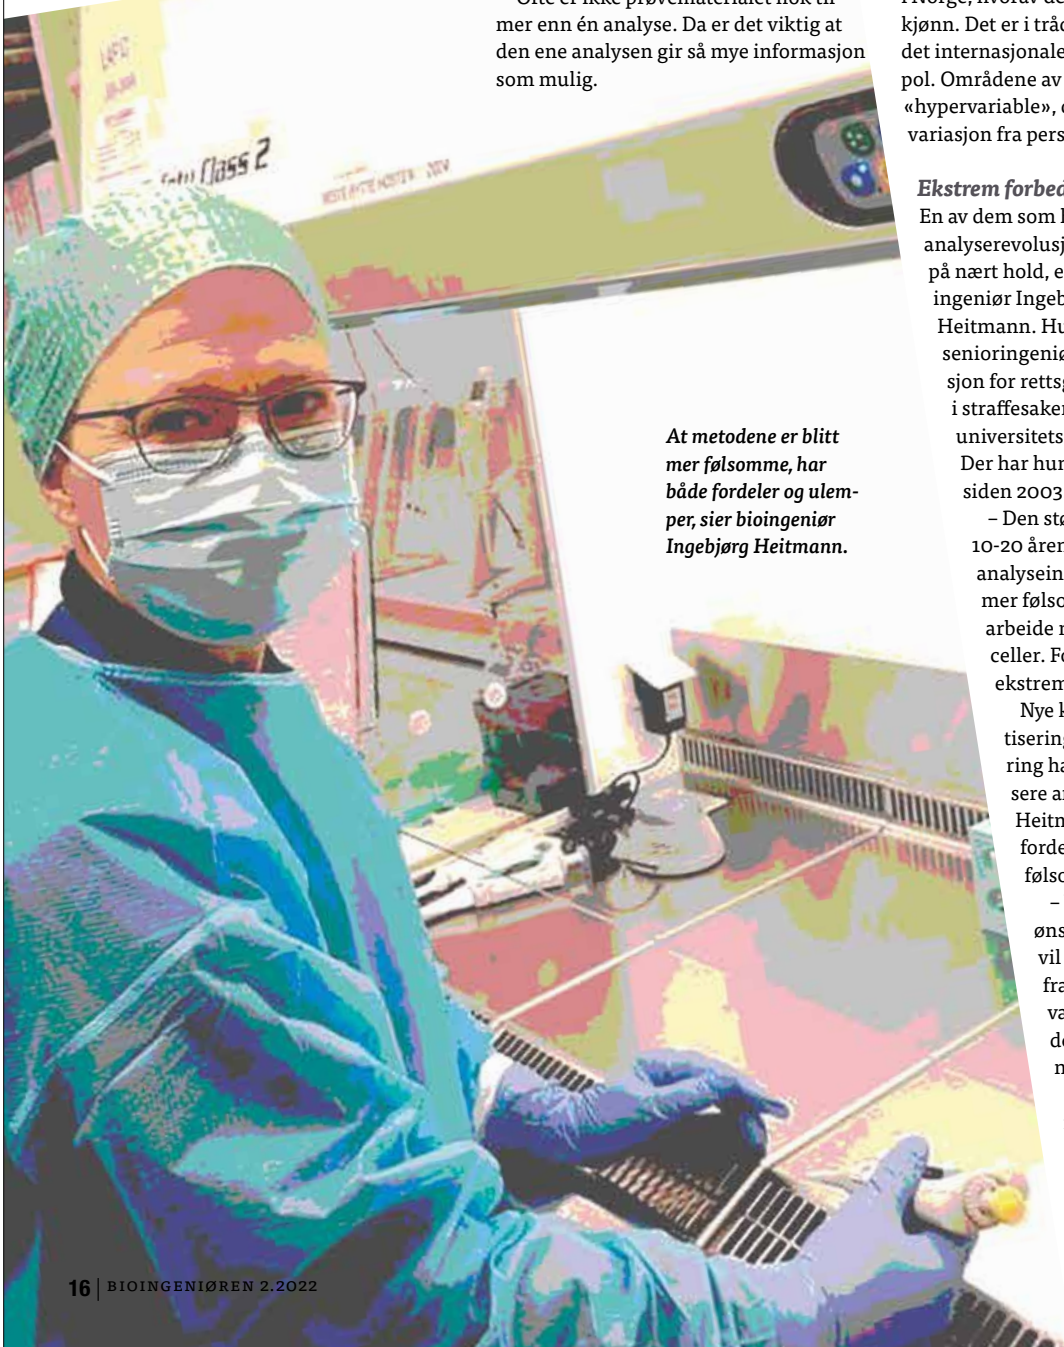 mer enn én analyse. Da er det viktig at
den ene analysen gir så mye informasjon
som mulig.
kjønn. Det er i tråd
det internasjonale
pol. Områdene av
«hypervariable»,
variasjon fra pers
Ekstrem forbed
En av dem som
analyserevolusj
på nært hold, e
ingeniør Ingeb
Heitmann. Hu
senioringeniø
sjon for rettsg
i straffesaker
universitets
Der har hun
siden 2003
– Den stø
10-20 åren
analysein
mer følso
arbeide
celler. Fo
ekstrem
Nye k
tisering
ring ha
sere a
Heitm
forde
følso
–
øns
vil
fra
va
de
At metodene er blitt
mer følsomme, har
både fordeler og ulem-
per, sier bioingeniør
Ingebjørg Heitmann.
Class 2
16 | BIOINGENIØREN 2.2022